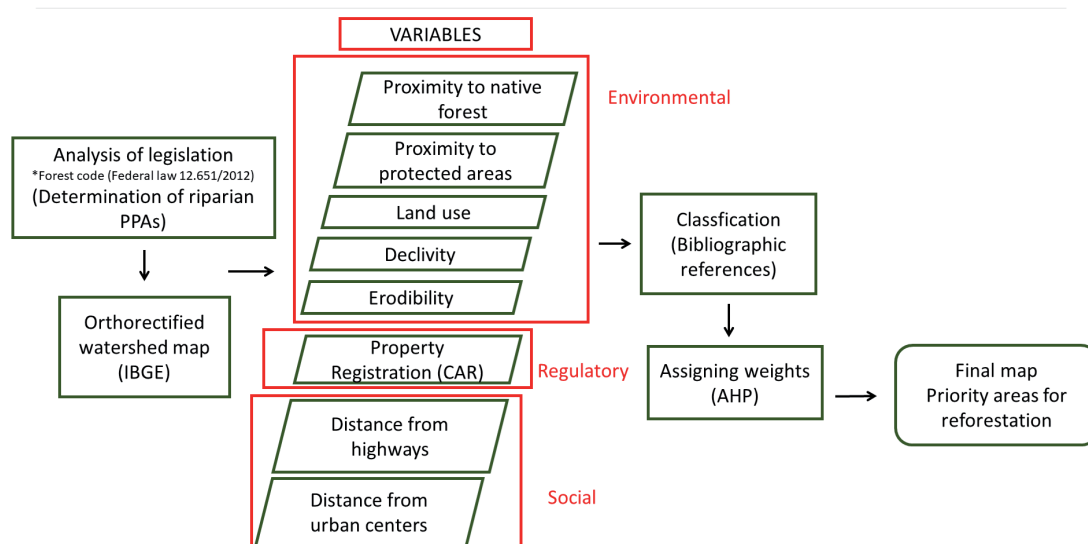 VARIABLES
Proximity to native
forest
Environmental
Proximity to
protected areas
Land use
Declivity
Erodibility
Analysis of legislation
*Forest code (Federal law 12.651/2012)
(Determination of riparian
PPAs)
Orthorectified
watershed map
(IBGE)
Property
Registration (CAR)
Regulatory
Distance from
highways
Distance from
urban centers
Social
Classfication
(Bibliographic
references)
Assigning weights
(AHP)
Final map
Priority areas for
reforestation